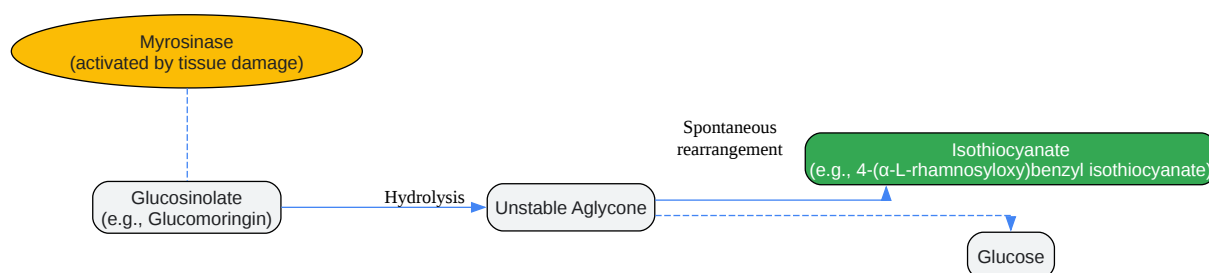 Myrosinase
(activated by tissue damage)
Spontaneous
rearrangement
Isothiocyanate
(e.g., 4-(α-L-rhamnosyloxy)benzyl isothiocyanate)
Glucosinolate
(e.g., Glucomoringin)
Hydrolysis
Unstable Aglycone
Glucose